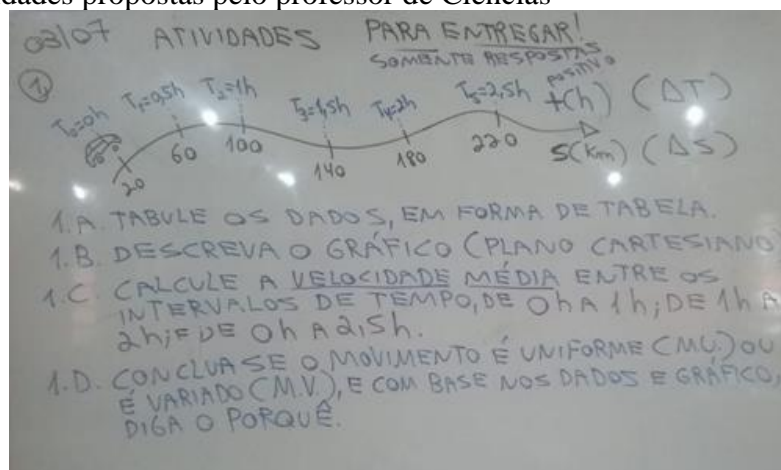 dades propostas pelo professor de Ciências
03/07 ATIVIDADES PARA ENTREGAR!
SOMENTE RESPOSTAS
1
T₀=0h T₁=0,5h T₂=1h T₃=1,5h T₄=2h T₅=2,5h t(h) positivo (ΔT)
20 60 100 140 180 220 S(Km) (ΔS)
1.A. TABULE OS DADOS, EM FORMA DE TABELA.
1.B. DESCREVA O GRÁFICO (PLANO CARTESIANO)
1.C. CALCULE A VELOCIDADE MÉDIA ENTRE OS
INTERVALOS DE TEMPO, DE 0h A 1h; DE 1h A
2h; E DE 0h A 2,5h.
1.D. CONCLUA SE O MOVIMENTO É UNIFORME (M.U.) OU
É VARIADO (M.V.), E COM BASE NOS DADOS E GRÁFICO,
DIGA O PORQUÊ.